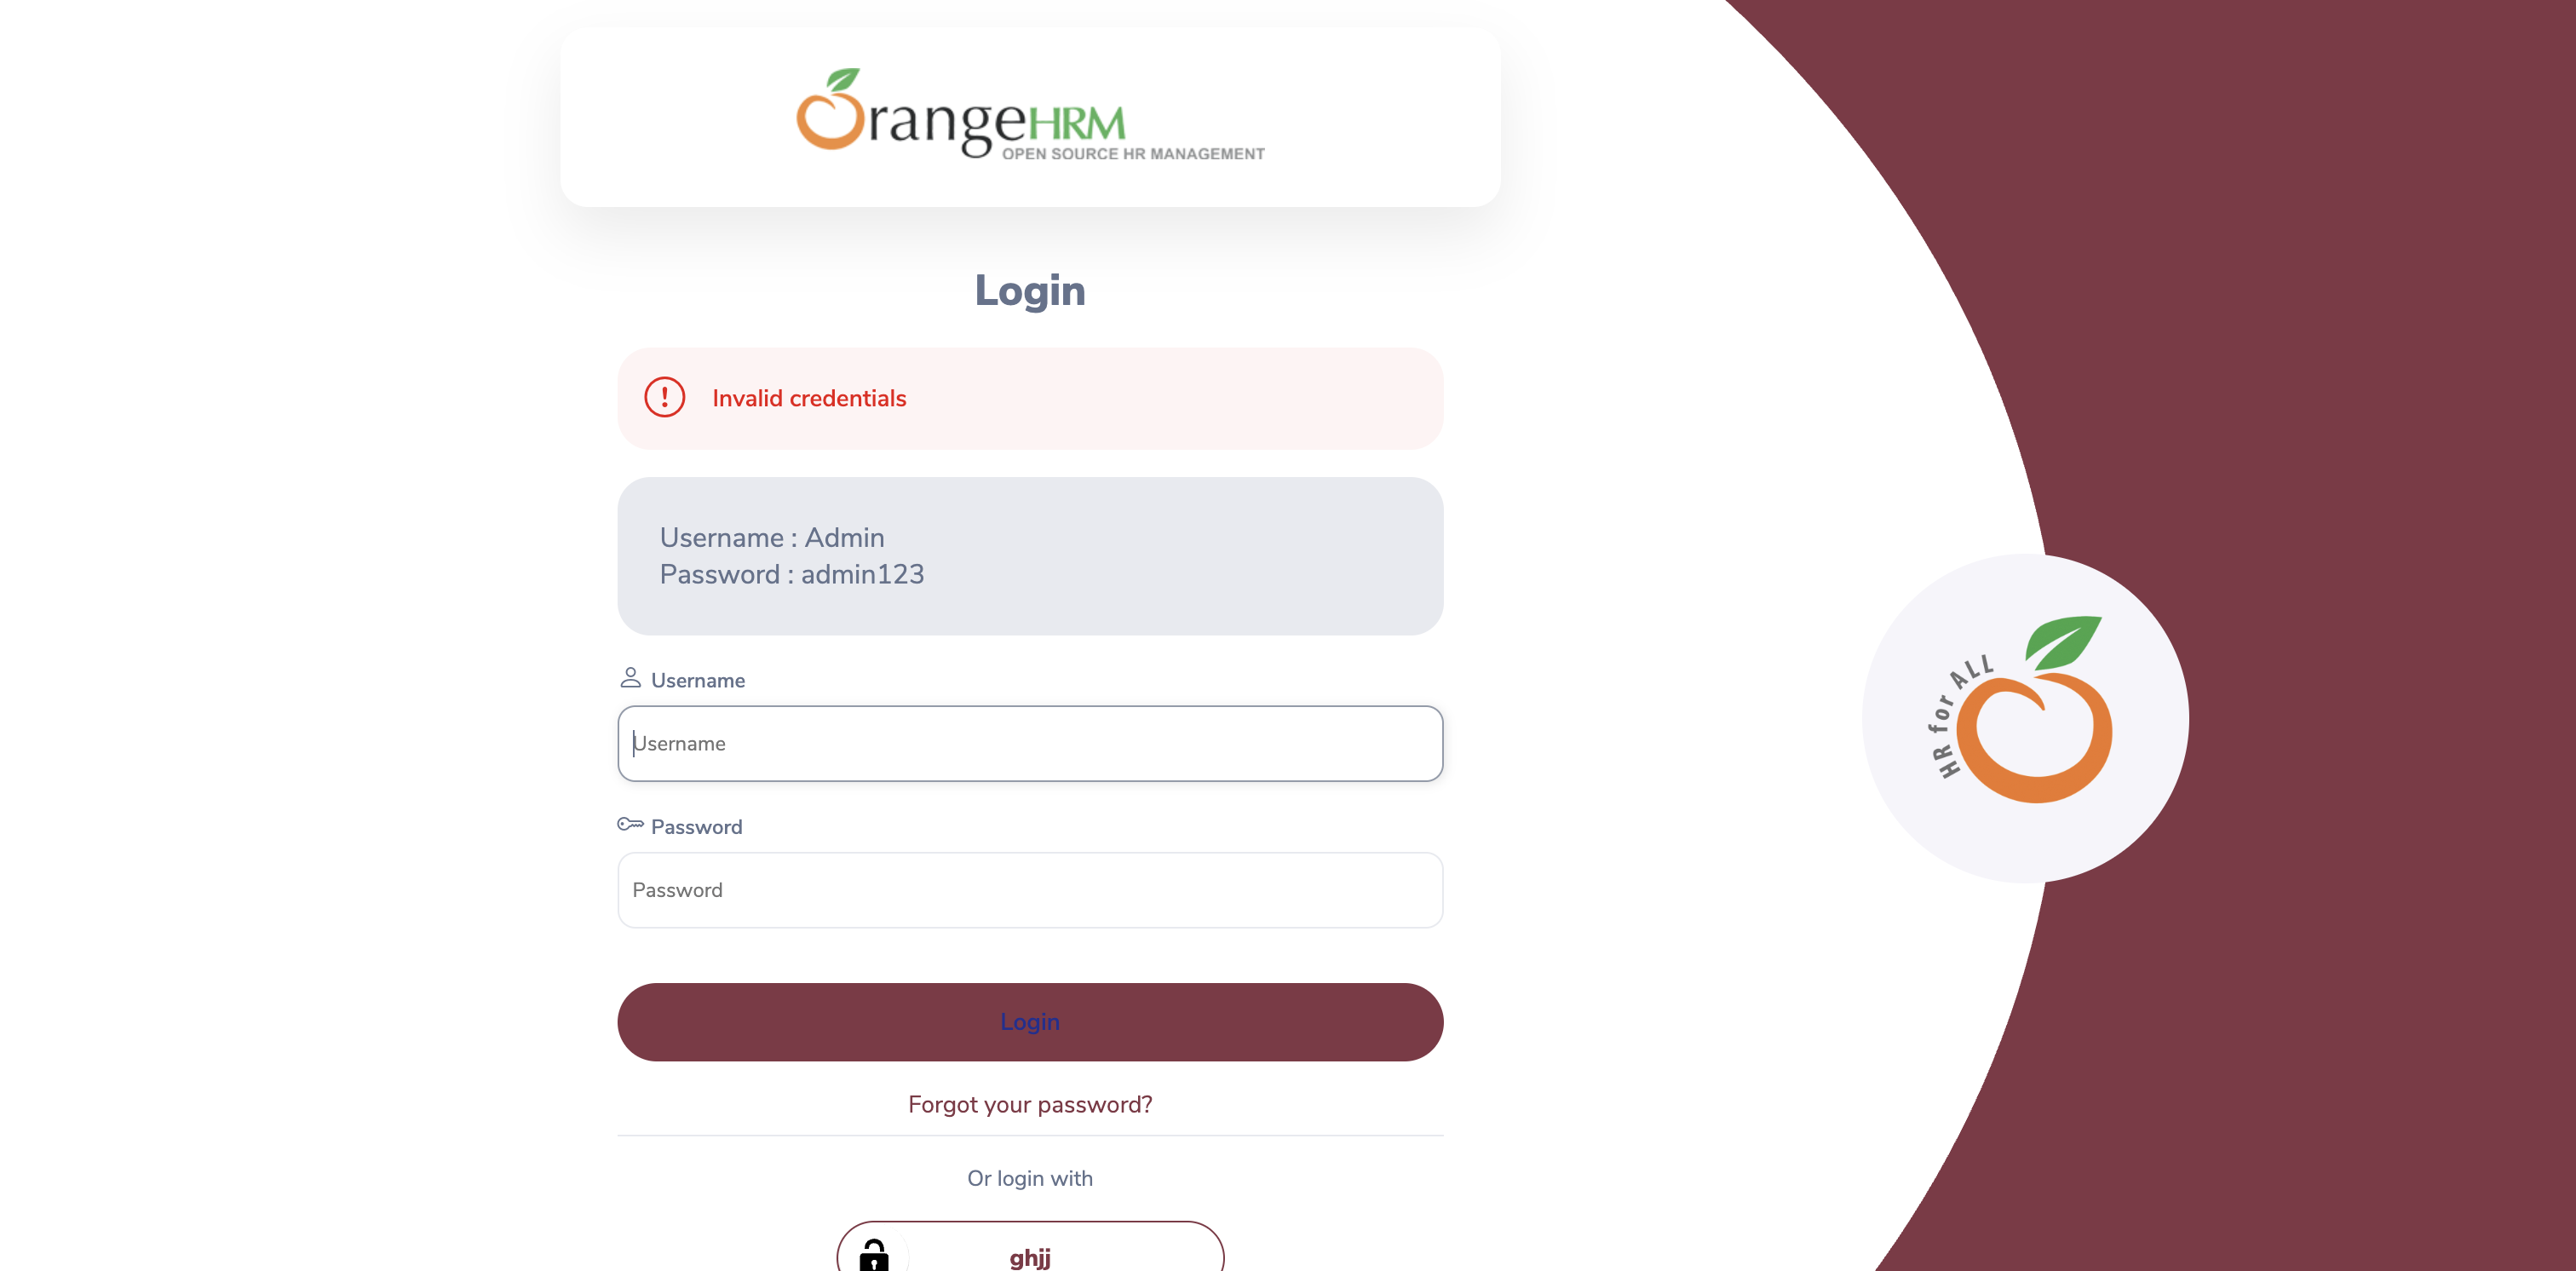 OrangeHRM
OPEN SOURCE HR MANAGEMENT
Login
Invalid credentials
Username : Admin
Password : admin123
Username
Username
Password
Password
Login
Forgot your password?
Or login with
ghjj
HR for ALL